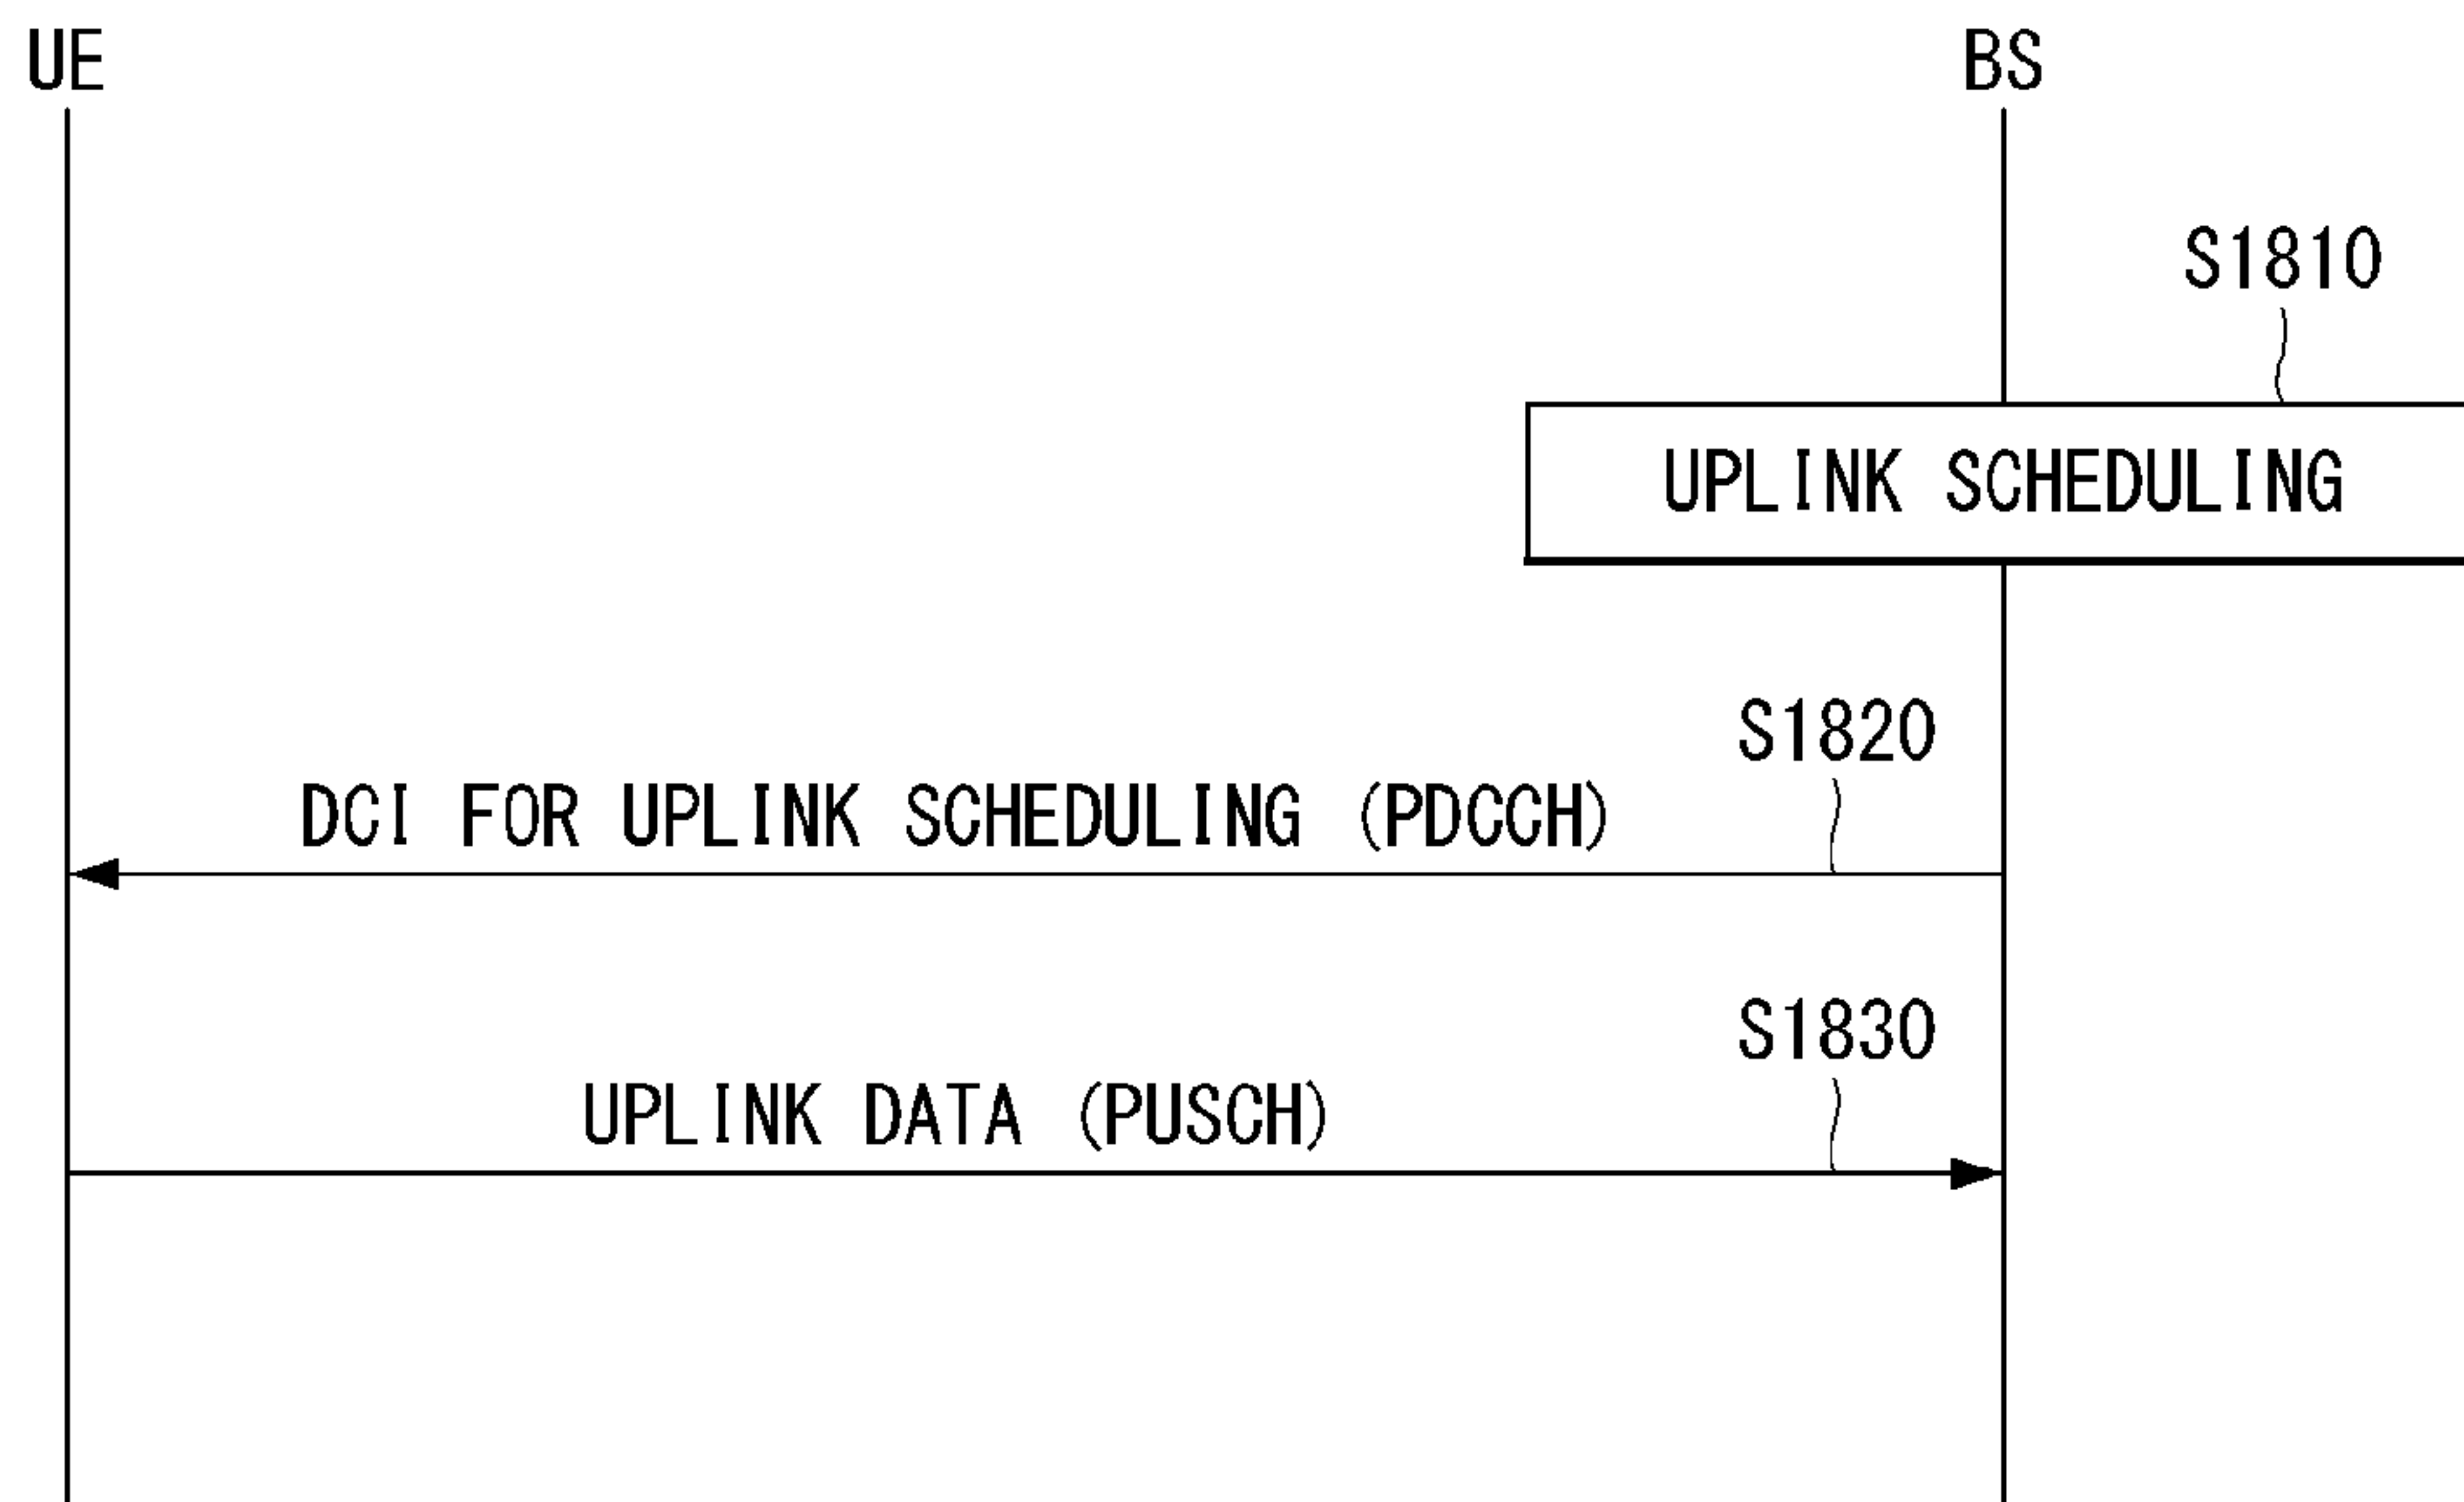 UE
BS
S1810
UPLINK SCHEDULING
S1820
DCI FOR UPLINK SCHEDULING (PDCCH)
S1830
UPLINK DATA (PUSCH)